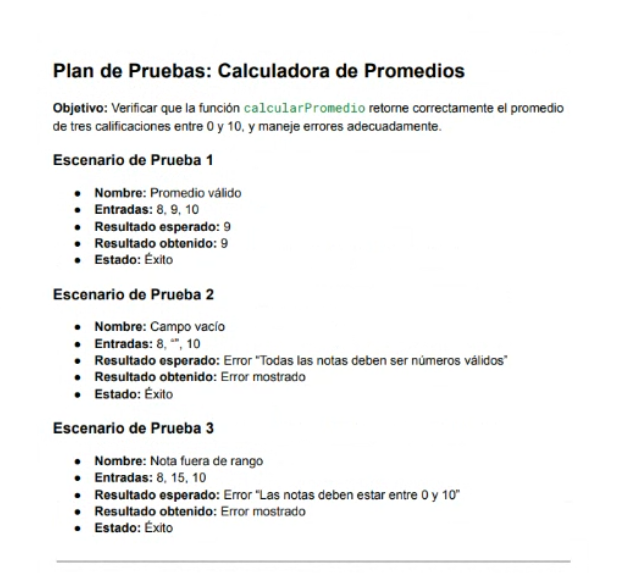 Plan de Pruebas: Calculadora de Promedios
Objetivo: Verificar que la función calcularPromedio retorne correctamente el promedio
de tres calificaciones entre 0 y 10, y maneje errores adecuadamente.
Escenario de Prueba 1
• Nombre: Promedio válido
• Entradas: 8, 9, 10
• Resultado esperado: 9
• Resultado obtenido: 9
• Estado: Éxito
Escenario de Prueba 2
• Nombre: Campo vacío
• Entradas: 8, “”, 10
• Resultado esperado: Error “Todas las notas deben ser números válidos”
• Resultado obtenido: Error mostrado
• Estado: Éxito
Escenario de Prueba 3
• Nombre: Nota fuera de rango
• Entradas: 8, 15, 10
• Resultado esperado: Error “Las notas deben estar entre 0 y 10”
• Resultado obtenido: Error mostrado
• Estado: Éxito